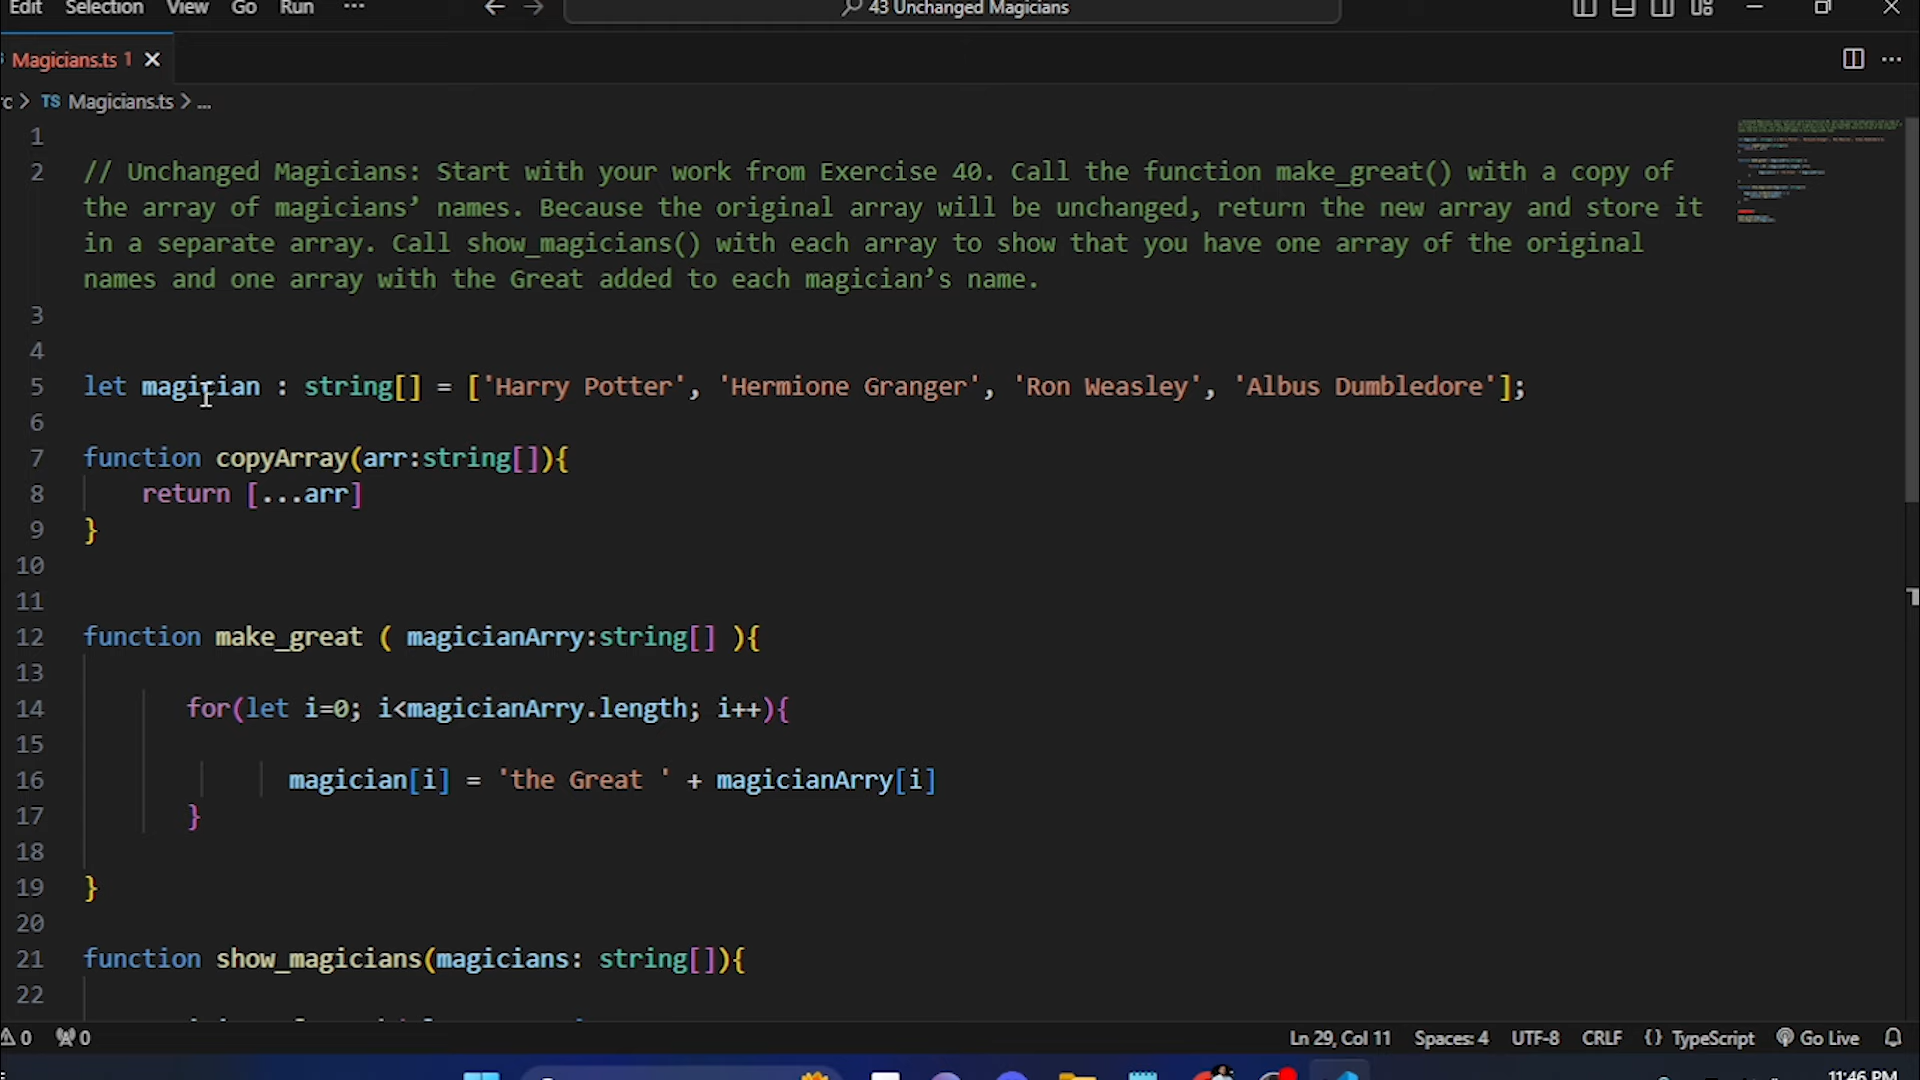 Edit Selection View Go Run ··· 43 Unchanged Magicians
Magicians.ts 1
rc > TS Magicians.ts > ...
1
2 // Unchanged Magicians: Start with your work from Exercise 40. Call the function make_great() with a copy of
the array of magicians’ names. Because the original array will be unchanged, return the new array and store it
in a separate array. Call show_magicians() with each array to show that you have one array of the original
names and one array with the Great added to each magician’s name.
3
4
5 let magician : string[] = ['Harry Potter', 'Hermione Granger', 'Ron Weasley', 'Albus Dumbledore'];
6
7 function copyArray(arr:string[]){
8 return [...arr]
9 }
10
11
12 function make_great ( magicianArry:string[] ){
13
14 for(let i=0; i<magicianArry.length; i++){
15
16 magician[i] = 'the Great ' + magicianArry[i]
17 }
18
19 }
20
21 function show_magicians(magicians: string[]){
22
0 0 Ln 29, Col 11 Spaces: 4 UTF-8 CRLF {} TypeScript Go Live
11:46 PM